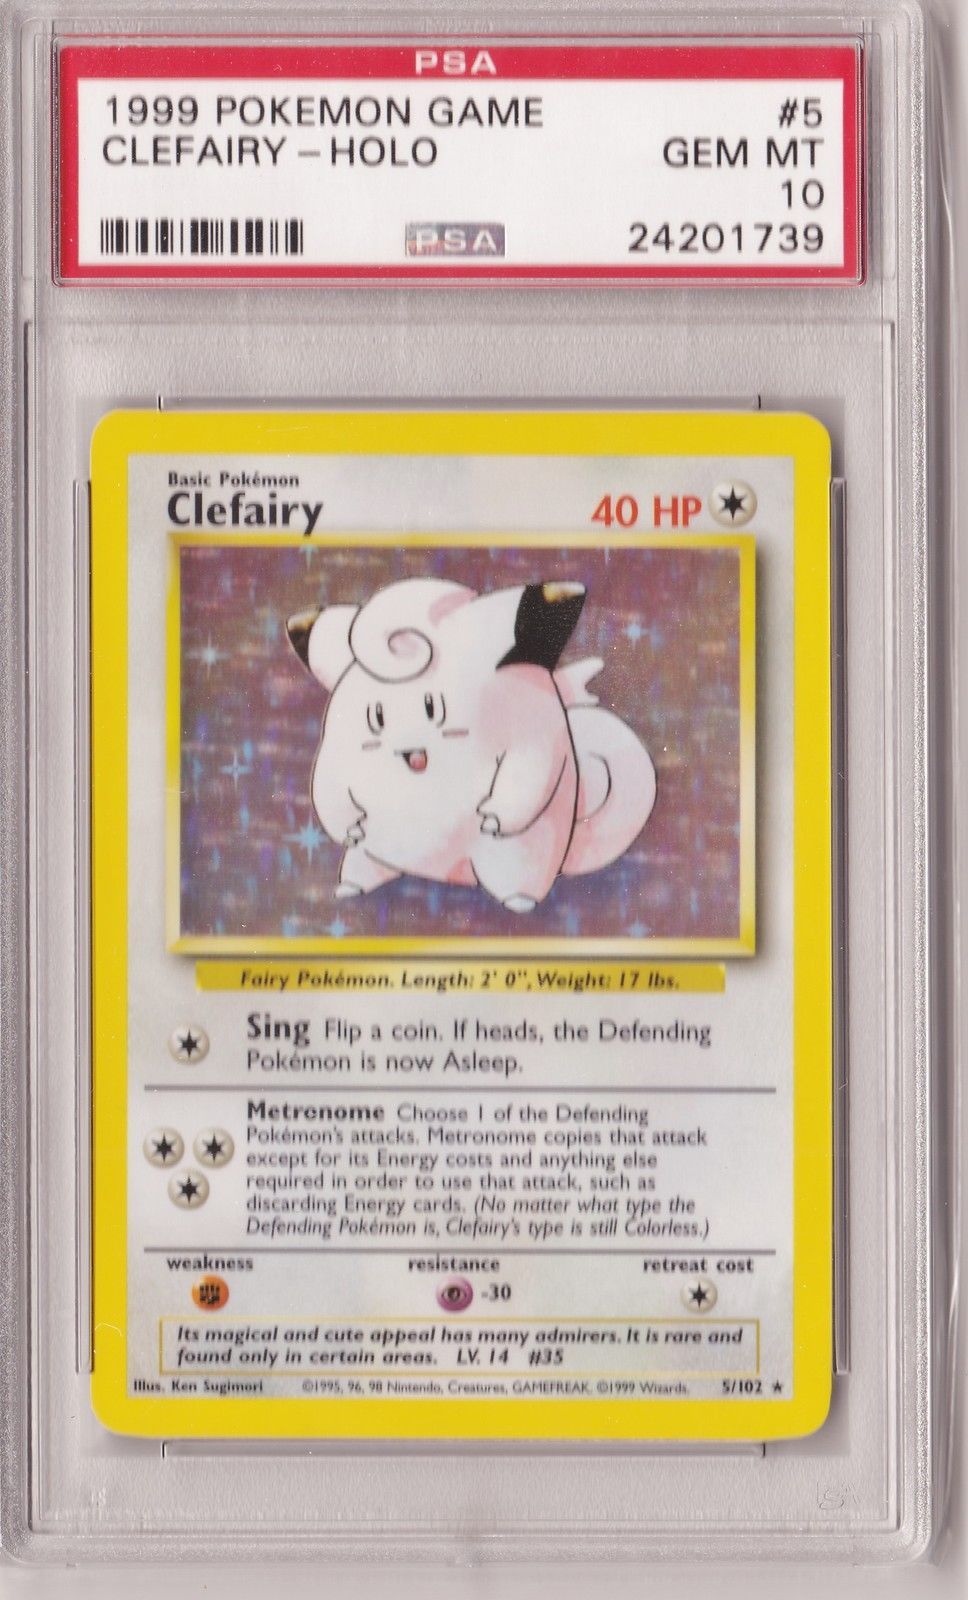 PSA
1999 POKEMON GAME #5
CLEFAIRY - HOLO GEM MT
10
PSA 24201739
Basic Pokémon
Clefairy 40 HP
Fairy Pokémon. Length: 2' 0", Weight: 17 lbs.
Sing Flip a coin. If heads, the Defending
Pokémon is now Asleep.
Metronome Choose 1 of the Defending
Pokémon's attacks. Metronome copies that attack
except for its Energy costs and anything else
required in order to use that attack, such as
discarding Energy cards. (No matter what type the
Defending Pokémon is, Clefairy's type is still Colorless.)
weakness resistance retreat cost
-30
Its magical and cute appeal has many admirers. It is rare and
found only in certain areas. LV. 14 #35
Illus. Ken Sugimori ©1995, 96, 98 Nintendo, Creatures, GAMEFREAK. ©1999 Wizards. 5/102 ★